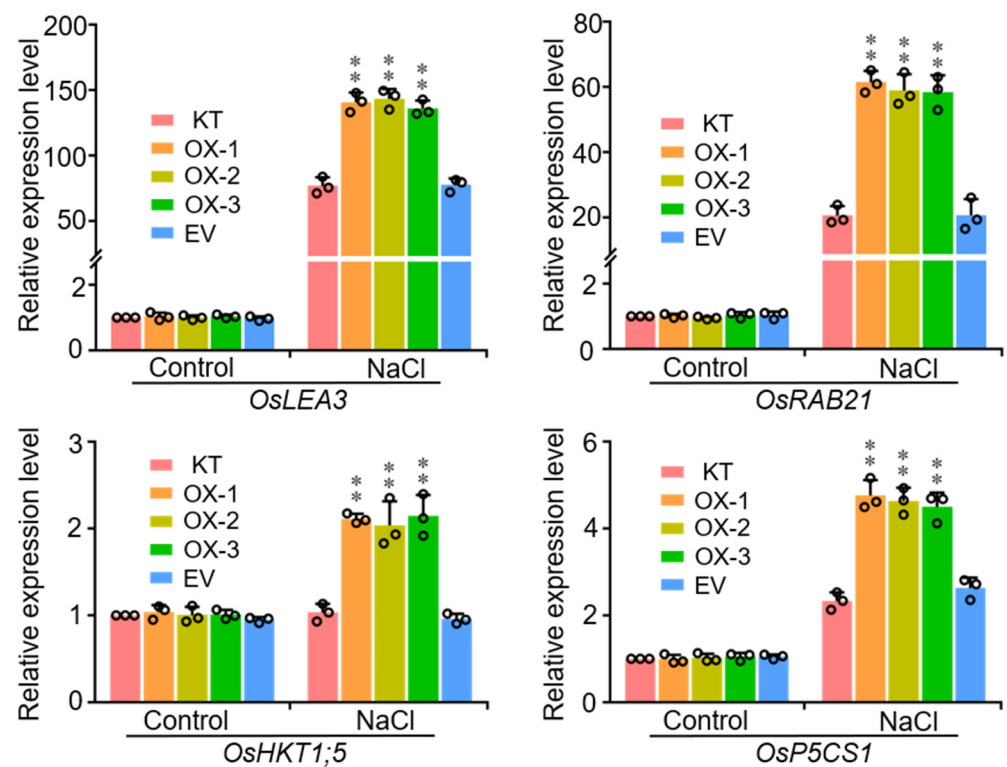 Relative expression level
200
150
100
50
2
0
KT
OX-1
OX-2
OX-3
EV
**
**
**
Control
NaCl
OsLEA3
Relative expression level
80
60
40
20
2
0
KT
OX-1
OX-2
OX-3
EV
**
**
**
Control
NaCl
OsRAB21
Relative expression level
3
2
1
0
KT
OX-1
OX-2
OX-3
EV
**
**
**
Control
NaCl
OsHKT1;5
Relative expression level
6
4
2
0
KT
OX-1
OX-2
OX-3
EV
**
**
**
Control
NaCl
OsP5CS1